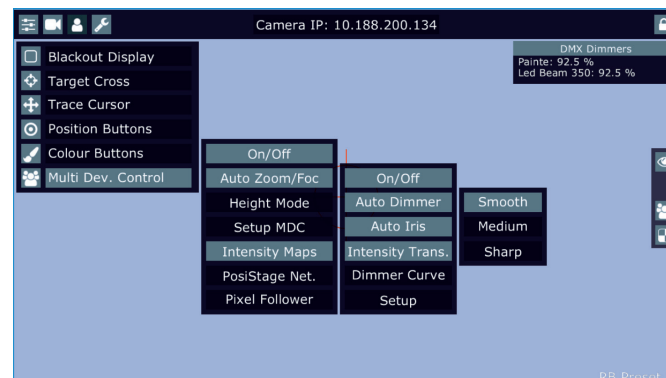 Camera IP: 10.188.200.134
DMX Dimmers
Painte: 92.5 %
Led Beam 350: 92.5 %
Blackout Display
Target Cross
Trace Cursor
Position Buttons
Colour Buttons
Multi Dev. Control
On/Off
Auto Zoom/Foc
Height Mode
Setup MDC
Intensity Maps
PosiStage Net.
Pixel Follower
On/Off
Auto Dimmer
Auto Iris
Intensity Trans.
Dimmer Curve
Setup
Smooth
Medium
Sharp